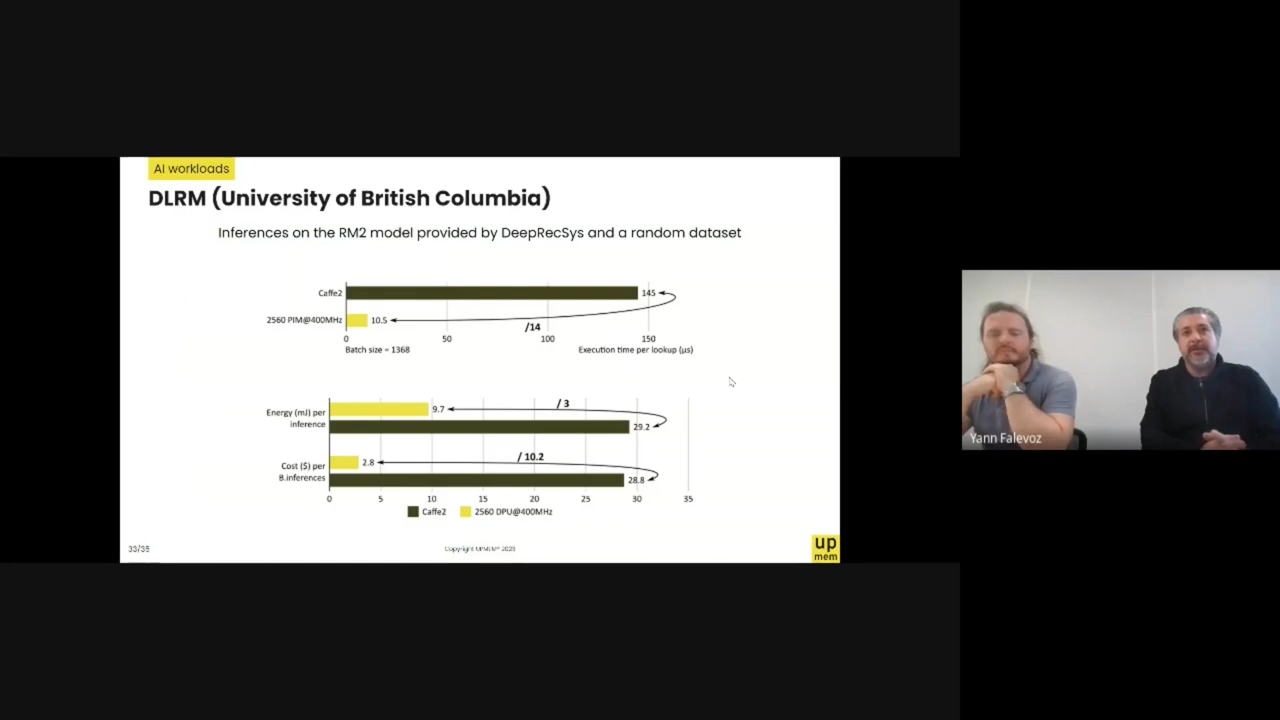 AI workloads
DLRM (University of British Columbia)
Inferences on the RM2 model provided by DeepRecSys and a random dataset
Caffe2
145
2560 PIM@400MHz
10.5
/14
0
50
100
150
Batch size = 1368
Execution time per lookup (µs)
Energy (mJ) per
inference
9.7
/ 3
29.2
Cost ($) per
B.inferences
2.8
/ 10.2
28.8
0
5
10
15
20
25
30
35
Caffe2
2560 DPU@400MHz
33/35
Copyright UPMEM® 2023
up
mem
Yann Falevoz